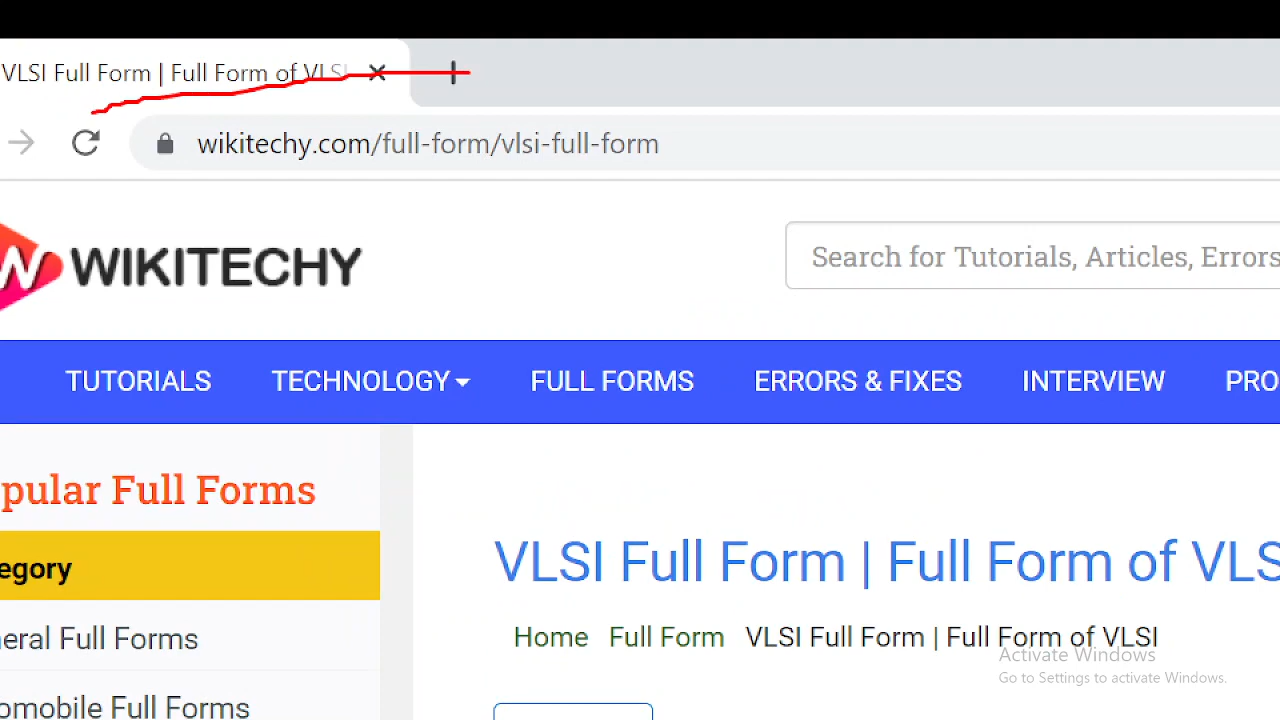 VLSI Full Form | Full Form of VLSI
wikitechy.com/full-form/vlsi-full-form
W WIKITECHY
Search for Tutorials, Articles, Errors
TUTORIALS TECHNOLOGY FULL FORMS ERRORS & FIXES INTERVIEW PRO
pular Full Forms
egory
eral Full Forms
omobile Full Forms
VLSI Full Form | Full Form of VLS
Home Full Form VLSI Full Form | Full Form of VLSI
Activate Windows
Go to Settings to activate Windows.